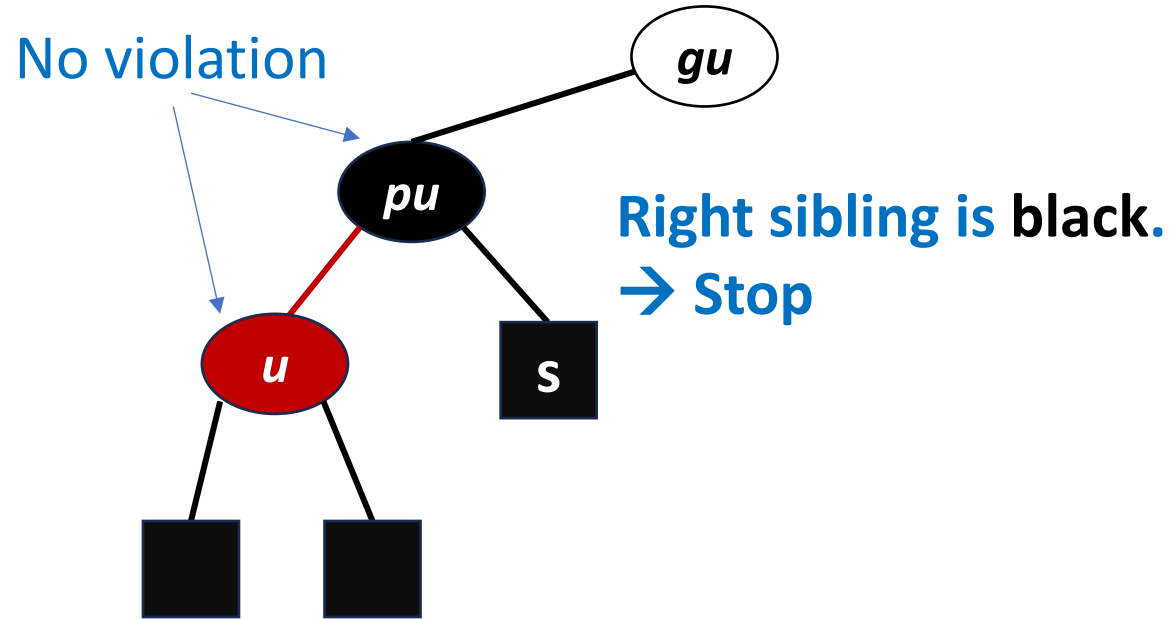 No violation
gu
pu
Right sibling is black.
→ Stop
u
s